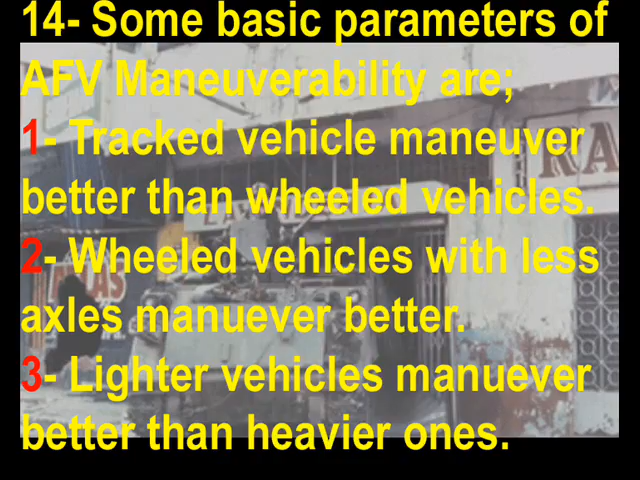 14- Some basic parameters of
AFV Maneuverability are;
1- Tracked vehicle maneuver
better than wheeled vehicles.
2- Wheeled vehicles with less
axles manuever better.
3- Lighter vehicles manuever
better than heavier ones.
RA